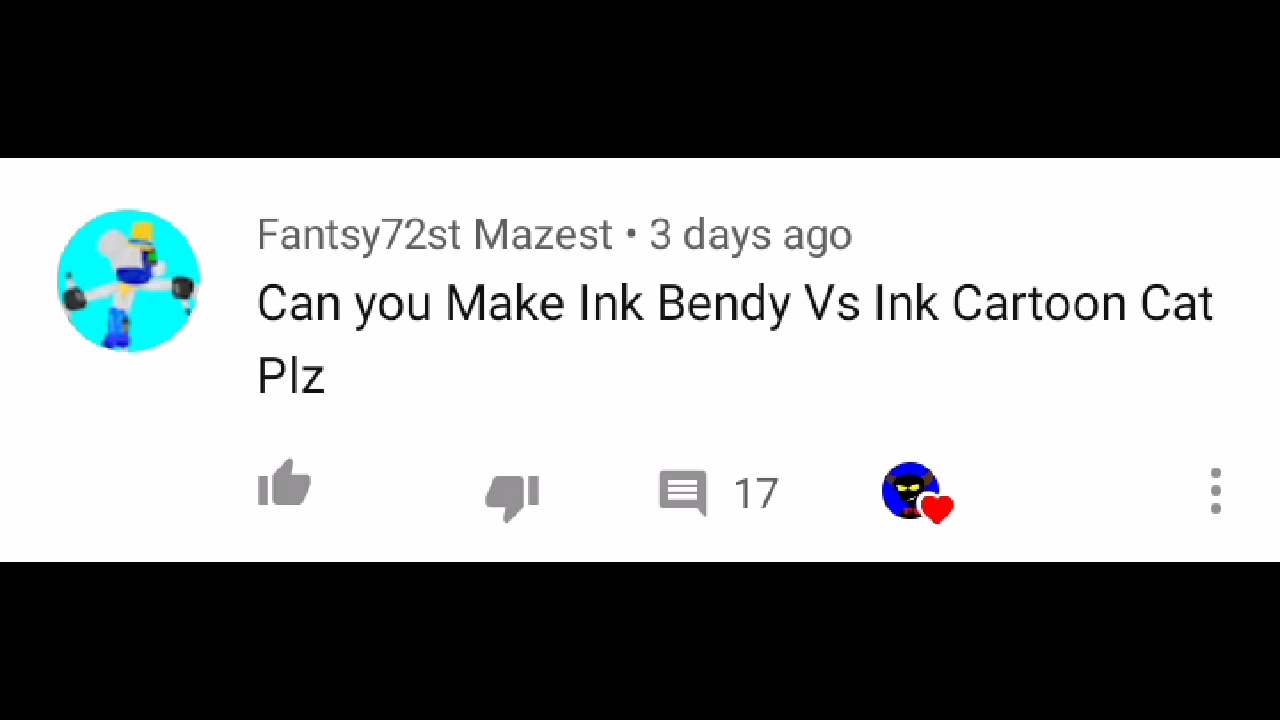 Fantsy72st Mazest • 3 days ago
Can you Make Ink Bendy Vs Ink Cartoon Cat
Plz
17